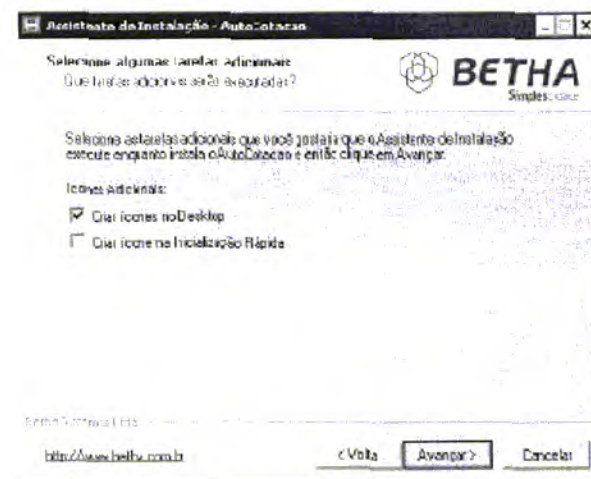 Assistente de Instalação - AutoCotacao
Selecione algumas tarefas adicionais
Que tarefas adicionais serão executadas?
BETHA
Simples
Selecione as tarefas adicionais que você gostaria que o Assistente de Instalação
execute enquanto instala o AutoCotacao e então clique em Avançar.
Ícones Adicionais:
Criar ícones no Desktop
Criar ícone na Inicialização Rápida
http://www.betha.com.br
< Volta
Avançar >
Cancelar